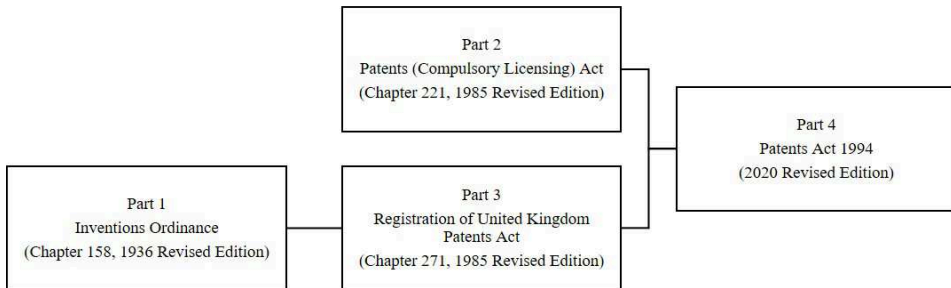 Part 2
Patents (Compulsory Licensing) Act
(Chapter 221, 1985 Revised Edition)
Part 4
Patents Act 1994
(2020 Revised Edition)
Part 1
Inventions Ordinance
(Chapter 158, 1936 Revised Edition)
Part 3
Registration of United Kingdom
Patents Act
(Chapter 271, 1985 Revised Edition)